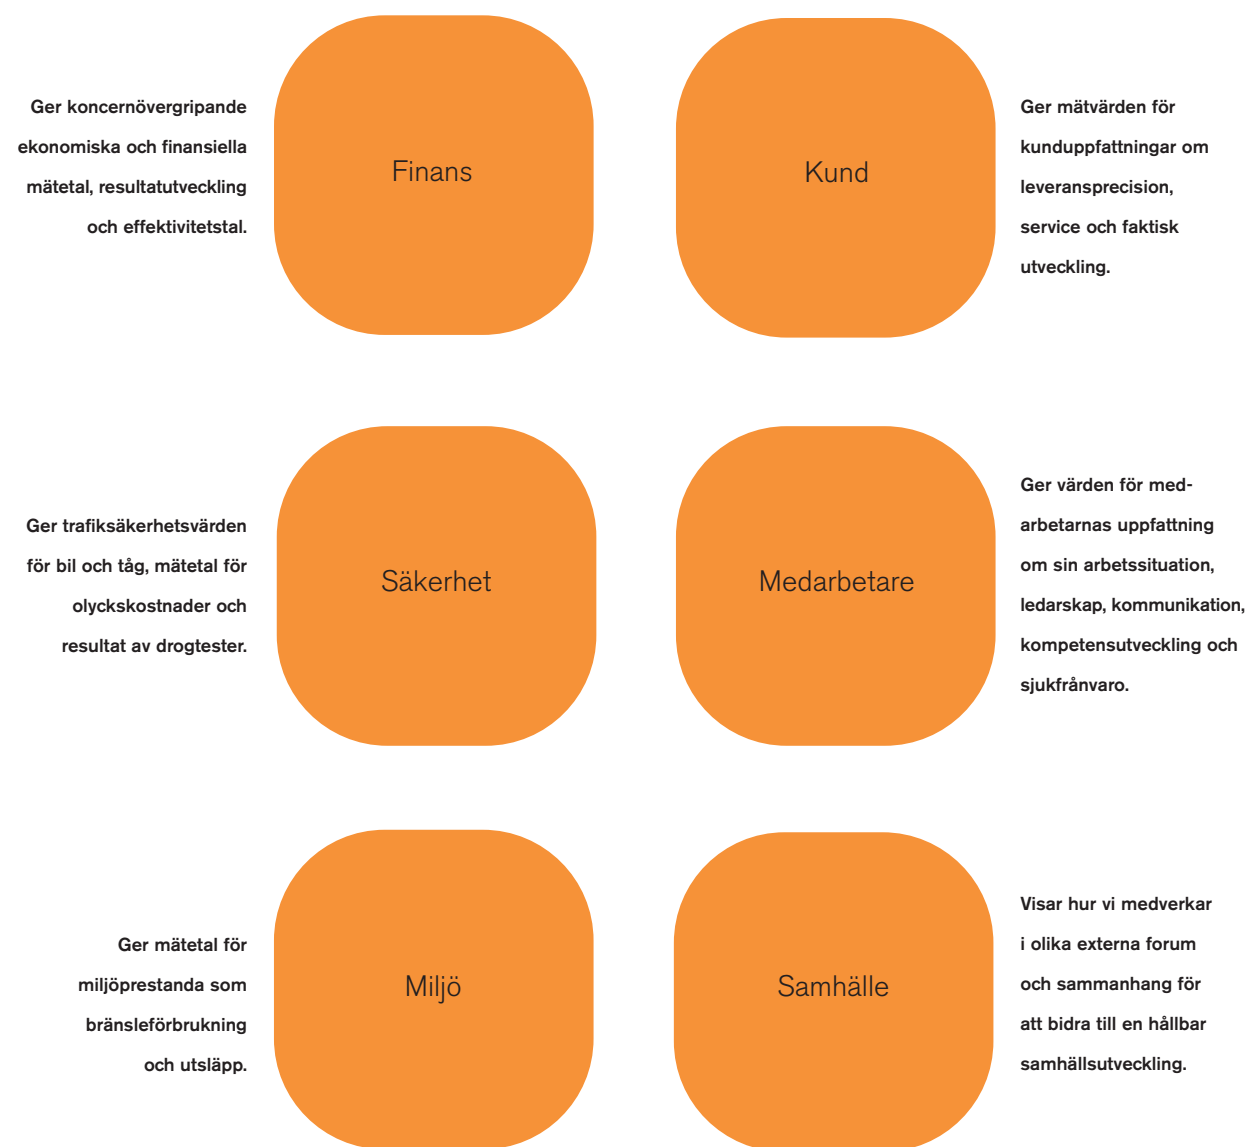 Ger koncernövergripande
ekonomiska och finansiella
mätetal, resultatutveckling
och effektivitetstal.
Finans
Kund
Ger mätvärden för
kunduppfattningar om
leveransprecision,
service och faktisk
utveckling.
Ger trafiksäkerhetsvärden
för bil och tåg, mätetal för
olyckskostnader och
resultat av drogtester.
Säkerhet
Medarbetare
Ger värden för med-
arbetarnas uppfattning
om sin arbetssituation,
ledarskap, kommunikation,
kompetensutveckling och
sjukfrånvaro.
Ger mätetal för
miljöprestanda som
bränsleförbrukning
och utsläpp.
Miljö
Samhälle
Visar hur vi medverkar
i olika externa forum
och sammanhang för
att bidra till en hållbar
samhällsutveckling.